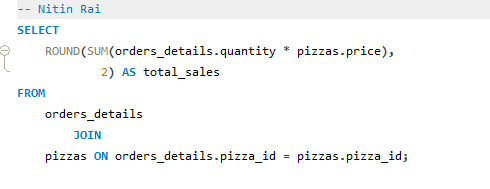 -- Nitin Rai
SELECT
ROUND(SUM(orders_details.quantity * pizzas.price),
2) AS total_sales
FROM
orders_details
JOIN
pizzas ON orders_details.pizza_id = pizzas.pizza_id;